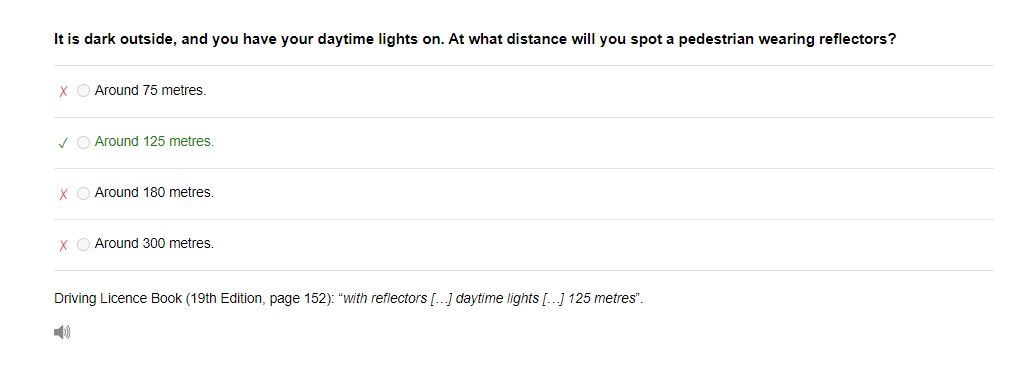 It is dark outside, and you have your daytime lights on. At what distance will you spot a pedestrian wearing reflectors?
Around 75 metres.
Around 125 metres.
Around 180 metres.
Around 300 metres.
Driving Licence Book (19th Edition, page 152): “with reflectors […] daytime lights […] 125 metres”.